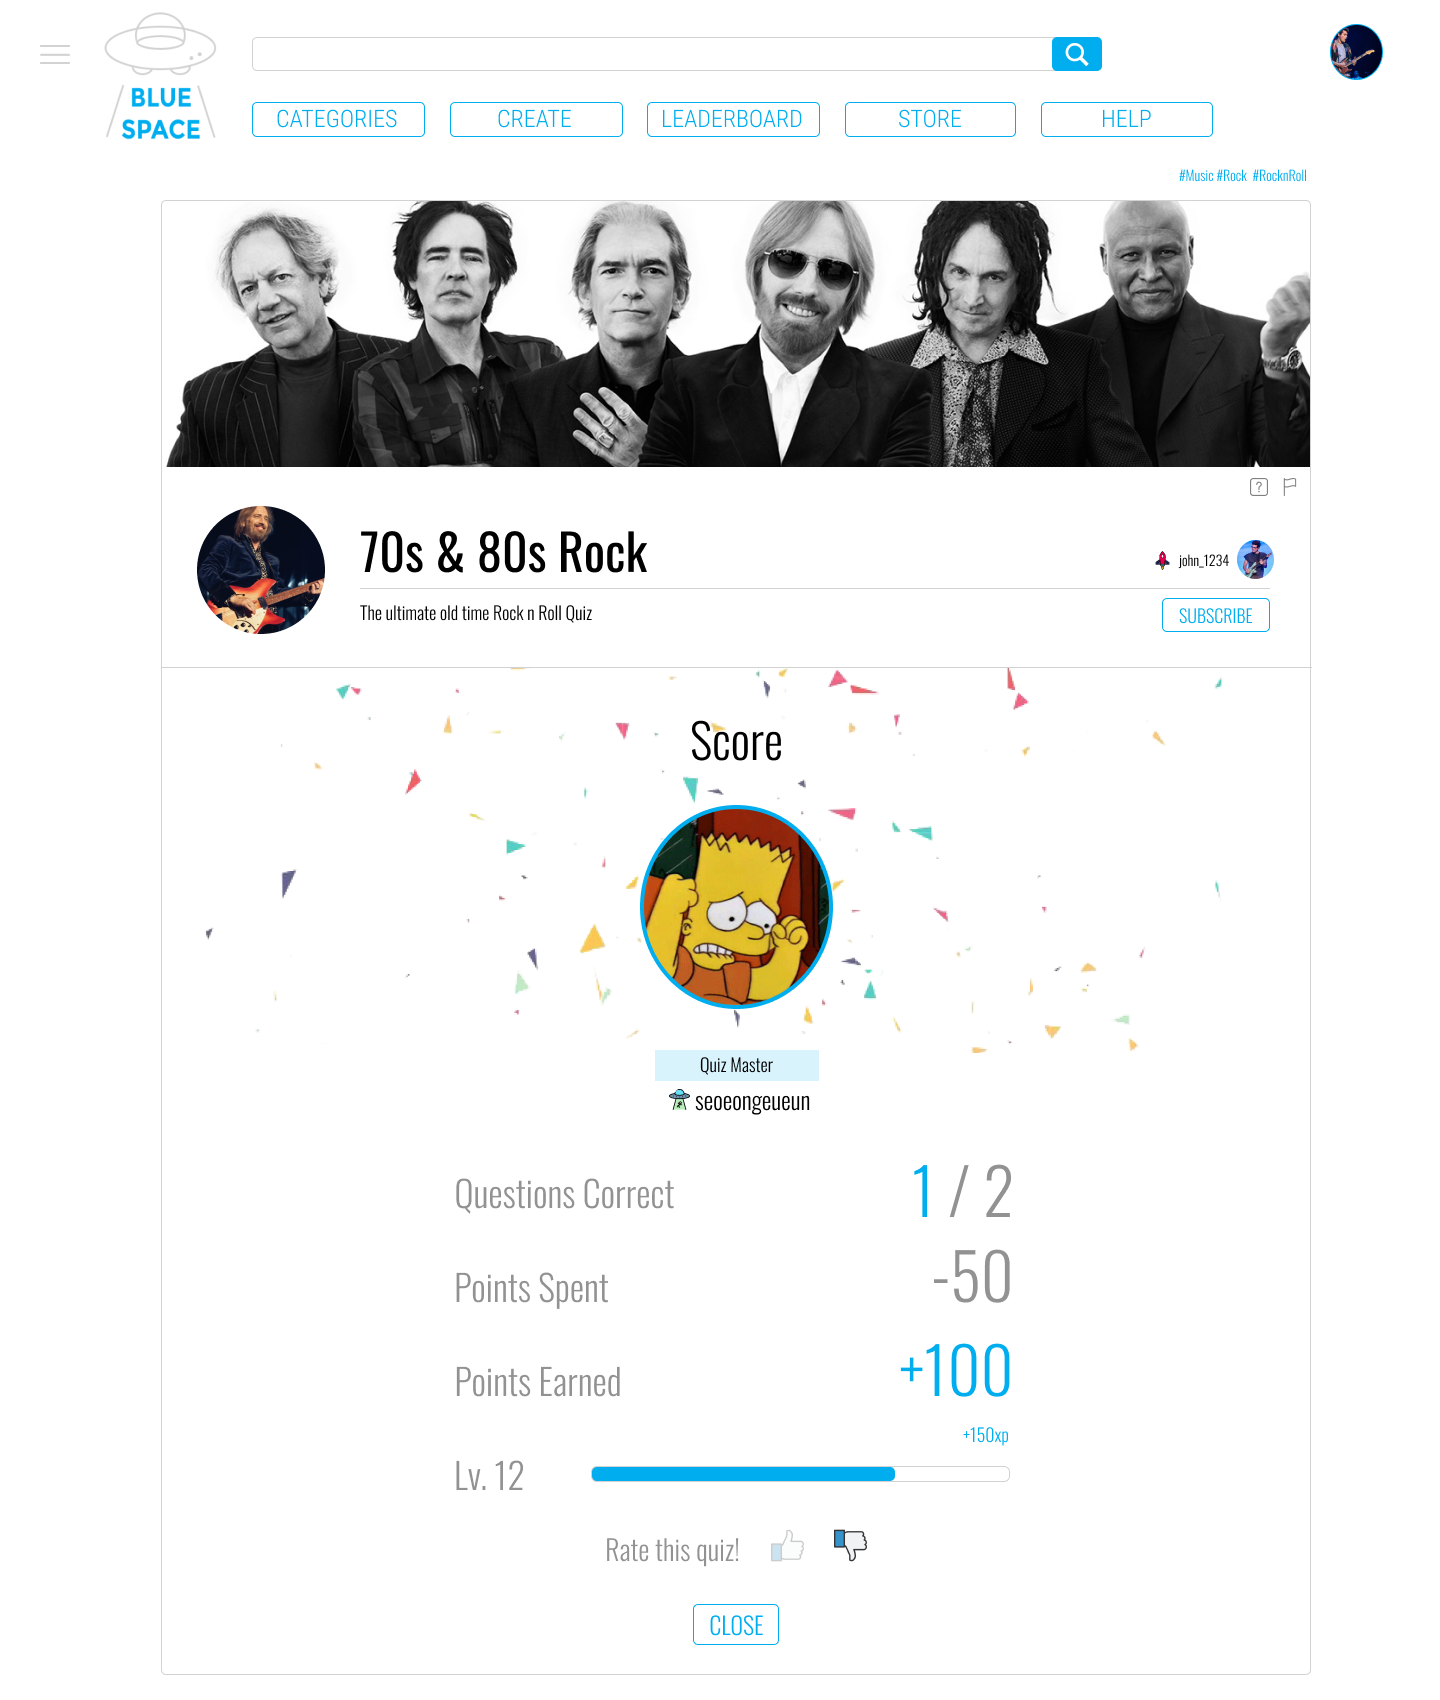 BLUE
SPACE
CATEGORIES
CREATE
LEADERBOARD
STORE
HELP
#Music #Rock #RocknRoll
?
70s & 80s Rock
john_1234
The ultimate old time Rock n Roll Quiz
SUBSCRIBE
Score
Quiz Master
seoeongeueun
Questions Correct
1 / 2
Points Spent
-50
Points Earned
+100
+150xp
Lv. 12
Rate this quiz!
CLOSE